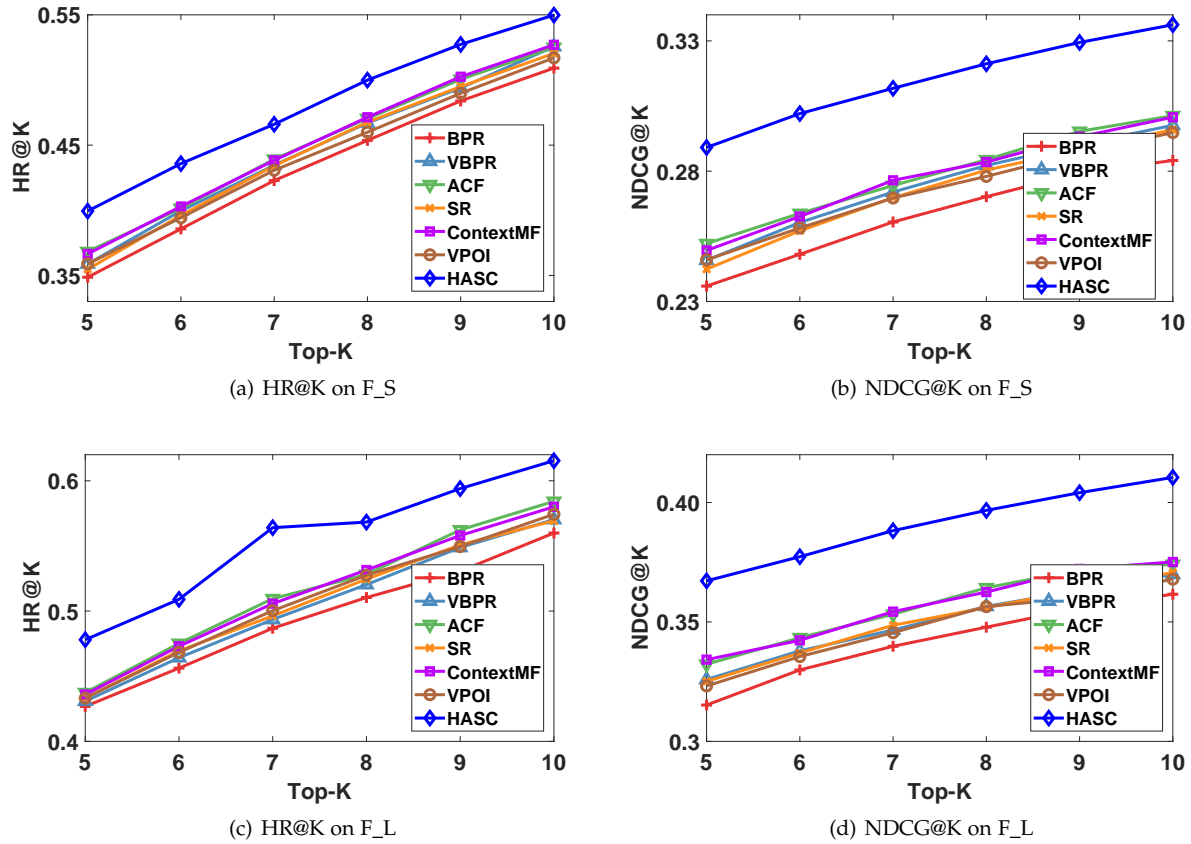 0.55
0.45
0.35
HR@K
5 6 7 8 9 10
Top-K
BPR
VBPR
ACF
SR
ContextMF
VPOI
HASC
(a) HR@K on F_S
0.33
0.28
0.23
NDCG@K
5 6 7 8 9 10
Top-K
BPR
VBPR
ACF
SR
ContextMF
VPOI
HASC
(b) NDCG@K on F_S
0.6
0.5
0.4
HR@K
5 6 7 8 9 10
Top-K
BPR
VBPR
ACF
SR
ContextMF
VPOI
HASC
(c) HR@K on F_L
0.40
0.35
0.3
NDCG@K
5 6 7 8 9 10
Top-K
BPR
VBPR
ACF
SR
ContextMF
VPOI
HASC
(d) NDCG@K on F_L